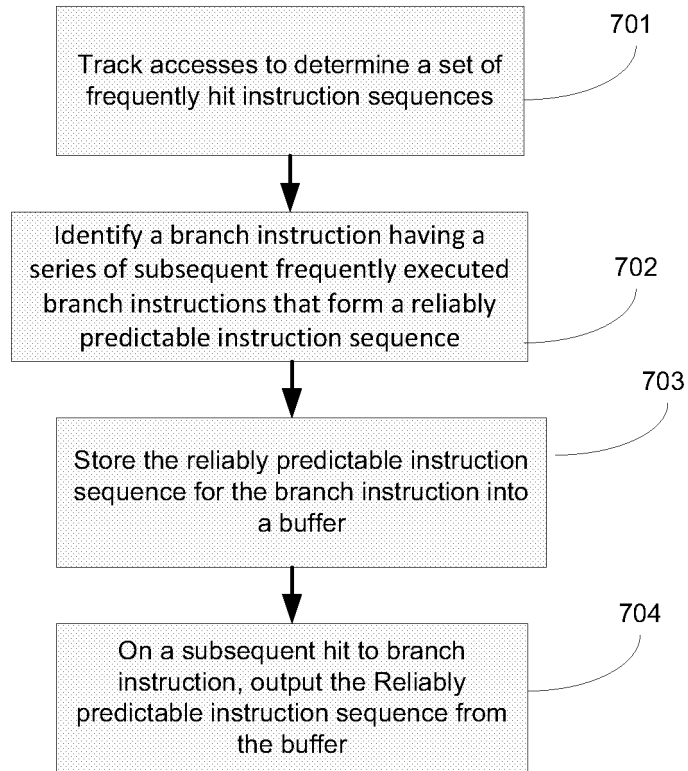 701
Track accesses to determine a set of
frequently hit instruction sequences
Identify a branch instruction having a
series of subsequent frequently executed
branch instructions that form a reliably
predictable instruction sequence
702
703
Store the reliably predictable instruction
sequence for the branch instruction into
a buffer
704
On a subsequent hit to branch
instruction, output the Reliably
predictable instruction sequence from
the buffer